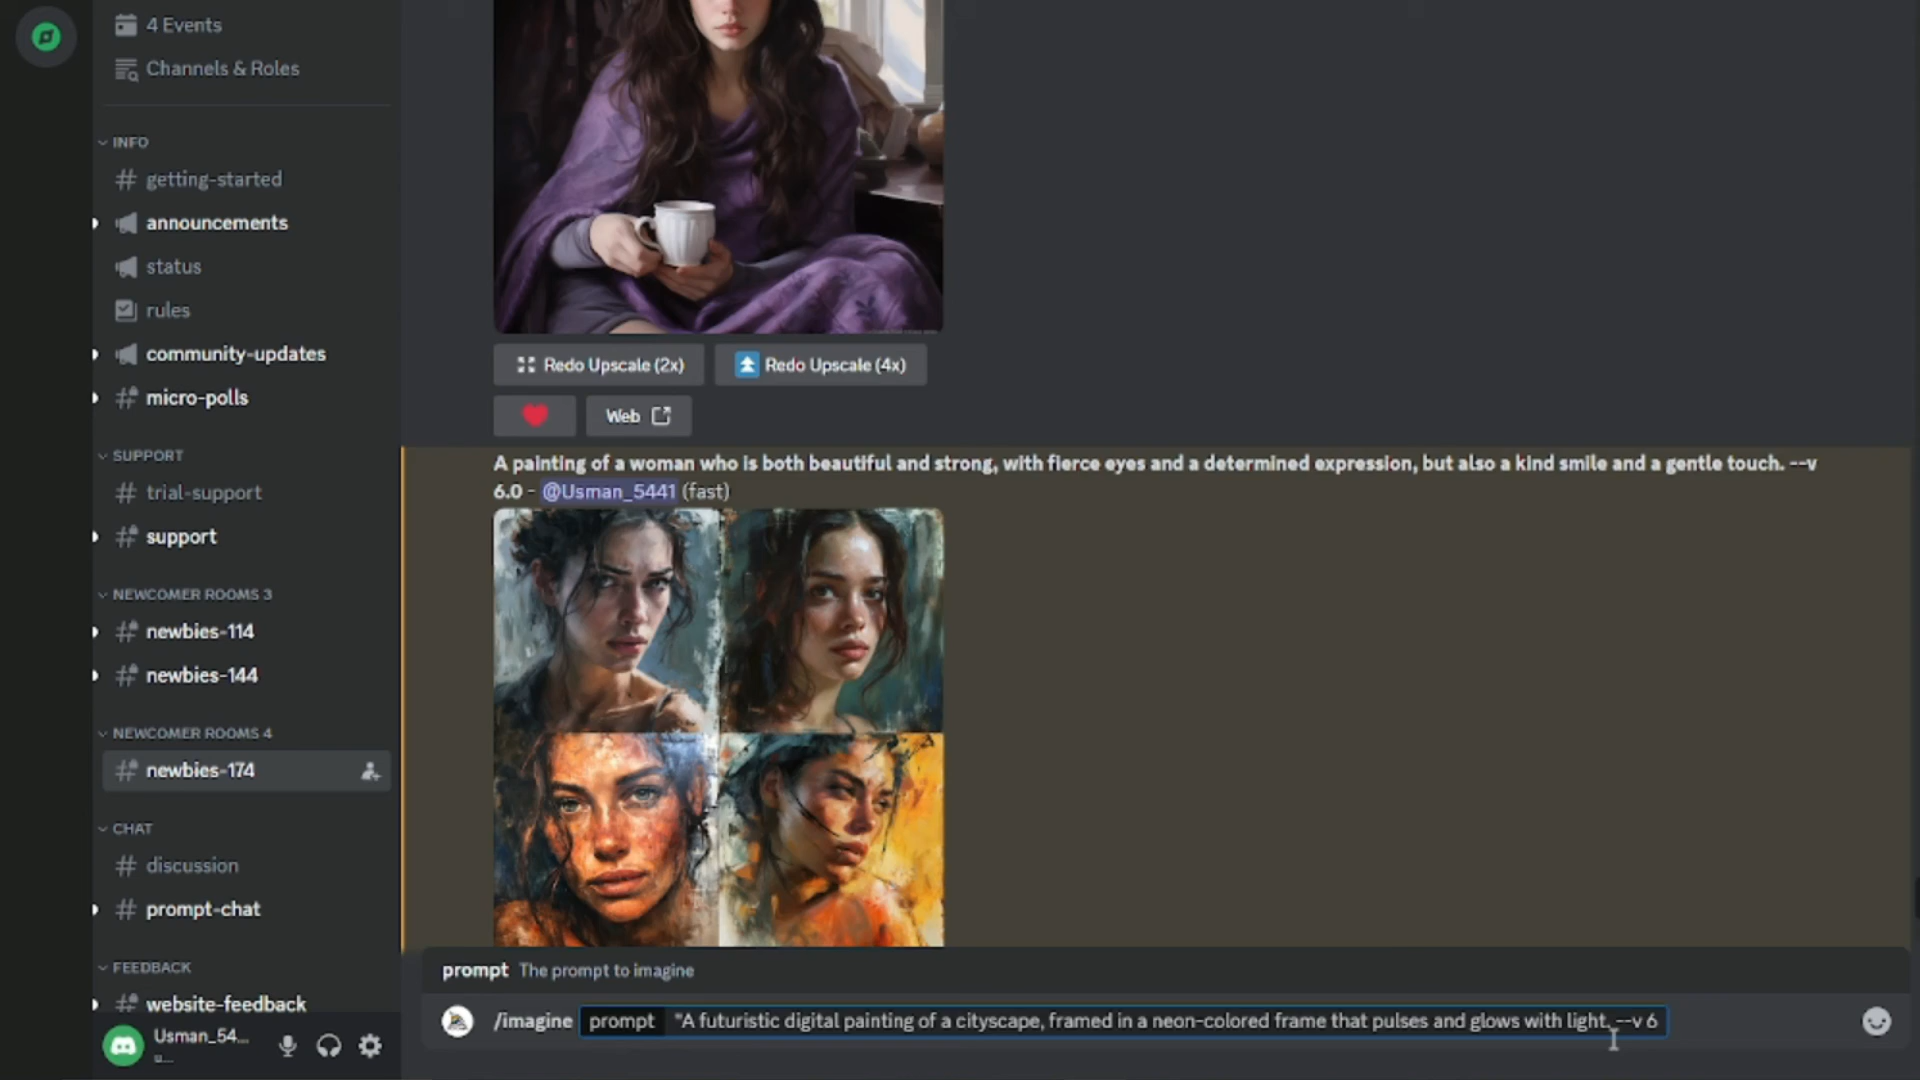 4 Events
Channels & Roles
INFO
getting-started
announcements
status
rules
community-updates
micro-polls
SUPPORT
trial-support
support
NEWCOMER ROOMS 3
newbies-114
newbies-144
NEWCOMER ROOMS 4
newbies-174
CHAT
discussion
prompt-chat
FEEDBACK
website-feedback
Usman_54...
u...
Redo Upscale (2x)
Redo Upscale (4x)
Web
A painting of a woman who is both beautiful and strong, with fierce eyes and a determined expression, but also a kind smile and a gentle touch. --v
6.0 - @Usman_5441 (fast)
prompt The prompt to imagine
/imagine prompt "A futuristic digital painting of a cityscape, framed in a neon-colored frame that pulses and glows with light. --v 6